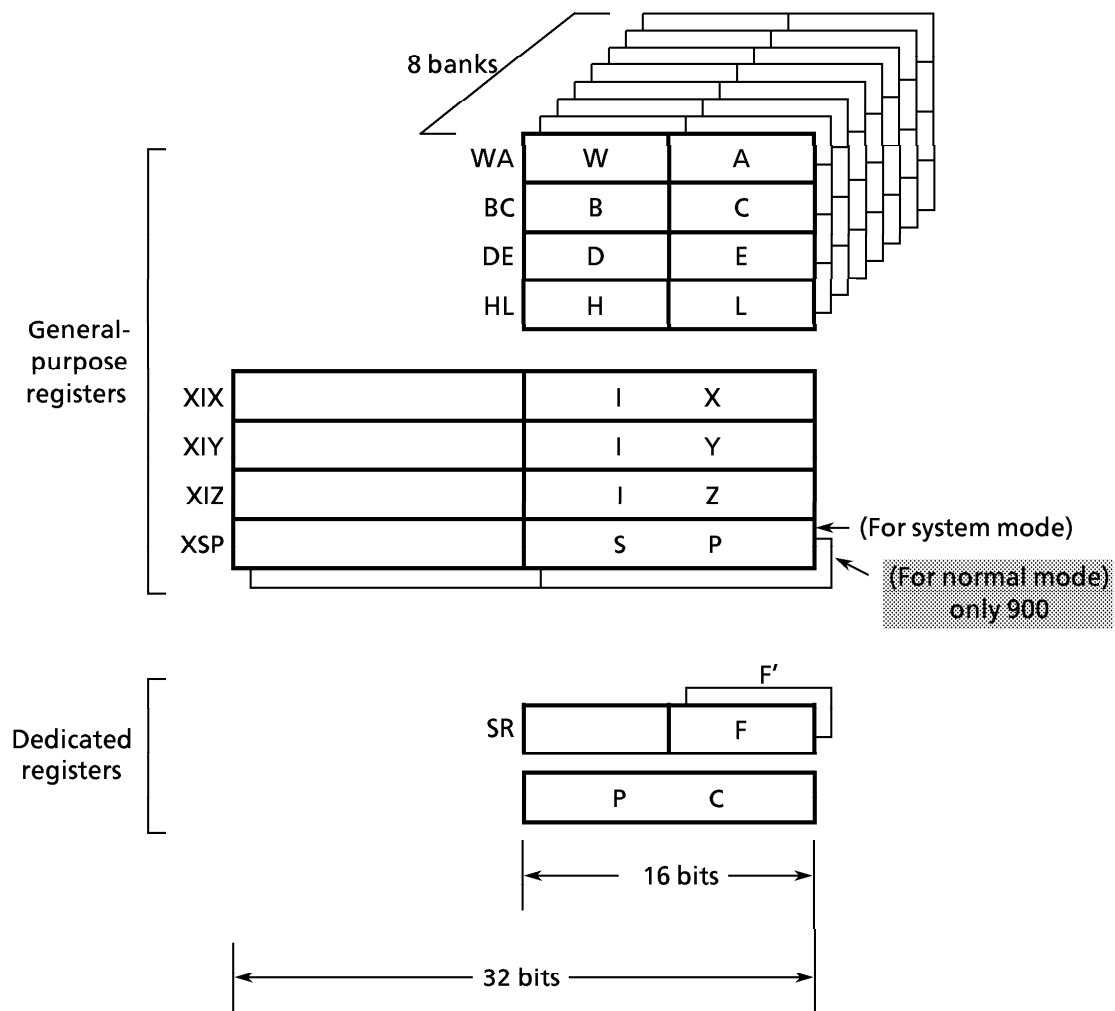 8 banks
WA W A
BC B C
DE D E
HL H L
General-
purpose
registers
XIX I X
XIY I Y
XIZ I Z
XSP S P
(For system mode)
(For normal mode)
only 900
F’
SR F
Dedicated
registers
P C
16 bits
32 bits